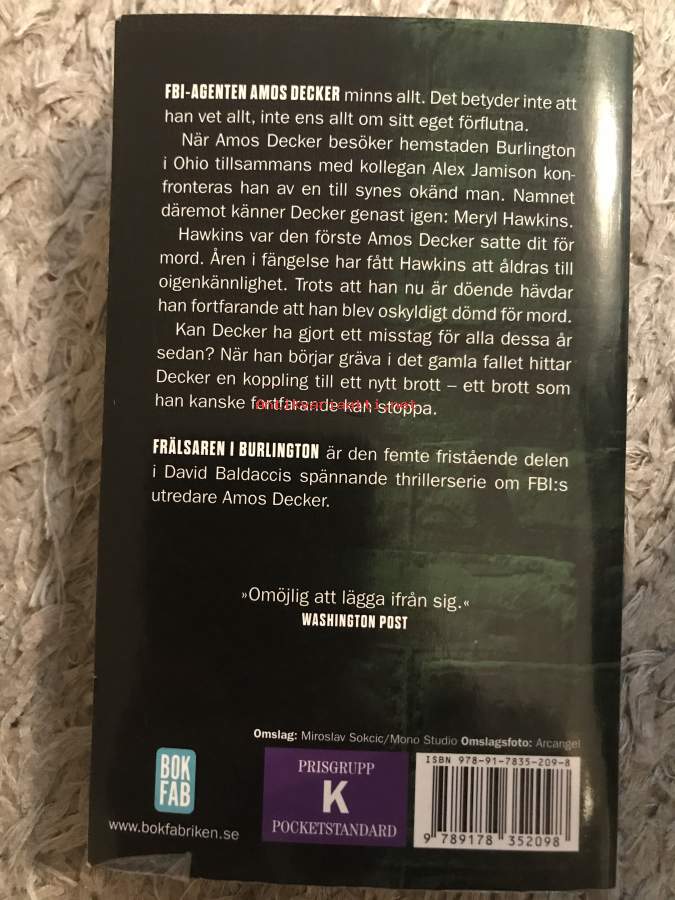 FBI-AGENTEN AMOS DECKER minns allt. Det betyder inte att
han vet allt, inte ens allt om sitt eget förflutna.
När Amos Decker besöker hemstaden Burlington
i Ohio tillsammans med kollegan Alex Jamison kon-
fronteras han av en till synes okänd man. Namnet
däremot känner Decker genast igen: Meryl Hawkins.
Hawkins var den förste Amos Decker satte dit för
mord. Åren i fängelse har fått Hawkins att åldras till
oigenkännlighet. Trots att han nu är döende hävdar
han fortfarande att han blev oskyldigt dömd för mord.
Kan Decker ha gjort ett misstag för alla dessa år
sedan? När han börjar gräva i det gamla fallet hittar
Decker en koppling till ett nytt brott – ett brott som
han kanske fortfarande kan stoppa.
antikvariaatti.net
FRÄLSAREN I BURLINGTON är den femte fristående delen
i David Baldaccis spännande thrillerserie om FBI:s
utredare Amos Decker.
»Omöjlig att lägga ifrån sig.«
WASHINGTON POST
Omslag: Miroslav Sokcic/Mono Studio Omslagsfoto: Arcangel
BOK
FAB
www.bokfabriken.se
PRISGRUPP
K
POCKETSTANDARD
ISBN 978-91-7835-209-8
9 789178 352098